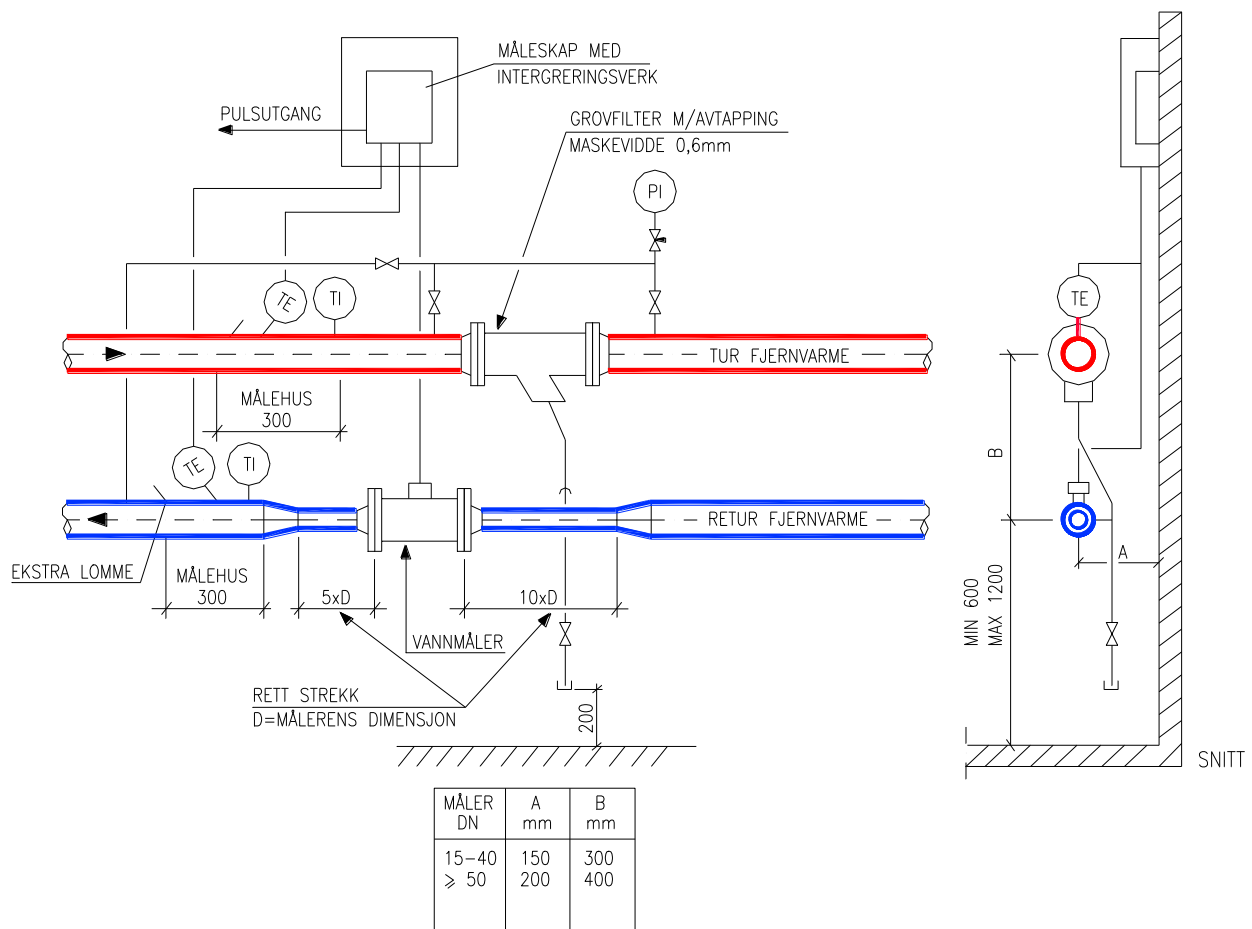 MÅLESKAP MED
INTERGRERINGSVERK
PULSUTGANG
GROVFILTER M/AVTAPPING
MASKEVIDDE 0,6mm
PI
TE
TI
TE
TUR FJERNVARME
MÅLEHUS
300
B
TE
TI
RETUR FJERNVARME
A
EKSTRA LOMME
MÅLEHUS
300
5xD
10xD
MIN 600
MAX 1200
VANNMÅLER
RETT STREKK
D=MÅLERENS DIMENSJON
200
SNITT
MÅLER DN A mm B mm
15-40 150 300
≥ 50 200 400